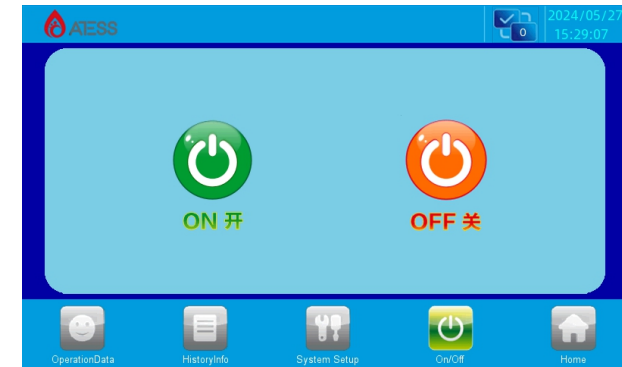 ATESS
2024/05/27
15:29:07
0
ON 开
OFF 关
OperationData
HistoryInfo
System Setup
On/Off
Home